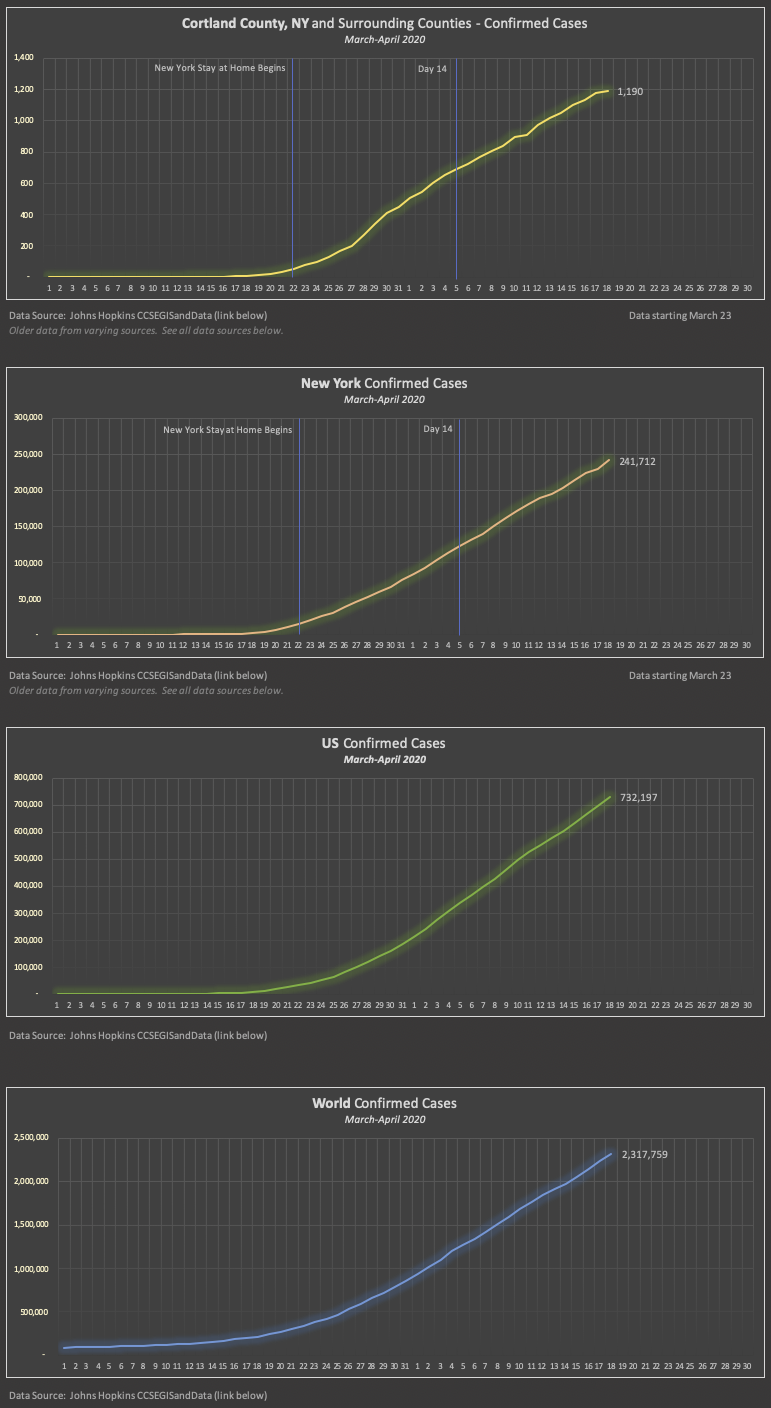 Cortland County, NY and Surrounding Counties - Confirmed Cases
March-April 2020
1,400
New York Stay at Home Begins
Day 14
1,200
1,190
1,000
800
600
400
200
-
1 2 3 4 5 6 7 8 9 10 11 12 13 14 15 16 17 18 19 20 21 22 23 24 25 26 27 28 29 30 31 1 2 3 4 5 6 7 8 9 10 11 12 13 14 15 16 17 18 19 20 21 22 23 24 25 26 27 28 29 30
Data Source: Johns Hopkins CCSEGISandData (link below)
Data starting March 23
Older data from varying sources. See all data sources below.
New York Confirmed Cases
March-April 2020
300,000
New York Stay at Home Begins
Day 14
250,000
241,712
200,000
150,000
100,000
50,000
-
1 2 3 4 5 6 7 8 9 10 11 12 13 14 15 16 17 18 19 20 21 22 23 24 25 26 27 28 29 30 31 1 2 3 4 5 6 7 8 9 10 11 12 13 14 15 16 17 18 19 20 21 22 23 24 25 26 27 28 29 30
Data Source: Johns Hopkins CCSEGISandData (link below)
Data starting March 23
Older data from varying sources. See all data sources below.
US Confirmed Cases
March-April 2020
800,000
732,197
700,000
600,000
500,000
400,000
300,000
200,000
100,000
-
1 2 3 4 5 6 7 8 9 10 11 12 13 14 15 16 17 18 19 20 21 22 23 24 25 26 27 28 29 30 31 1 2 3 4 5 6 7 8 9 10 11 12 13 14 15 16 17 18 19 20 21 22 23 24 25 26 27 28 29 30
Data Source: Johns Hopkins CCSEGISandData (link below)
World Confirmed Cases
March-April 2020
2,500,000
2,317,759
2,000,000
1,500,000
1,000,000
500,000
-
1 2 3 4 5 6 7 8 9 10 11 12 13 14 15 16 17 18 19 20 21 22 23 24 25 26 27 28 29 30 31 1 2 3 4 5 6 7 8 9 10 11 12 13 14 15 16 17 18 19 20 21 22 23 24 25 26 27 28 29 30
Data Source: Johns Hopkins CCSEGISandData (link below)